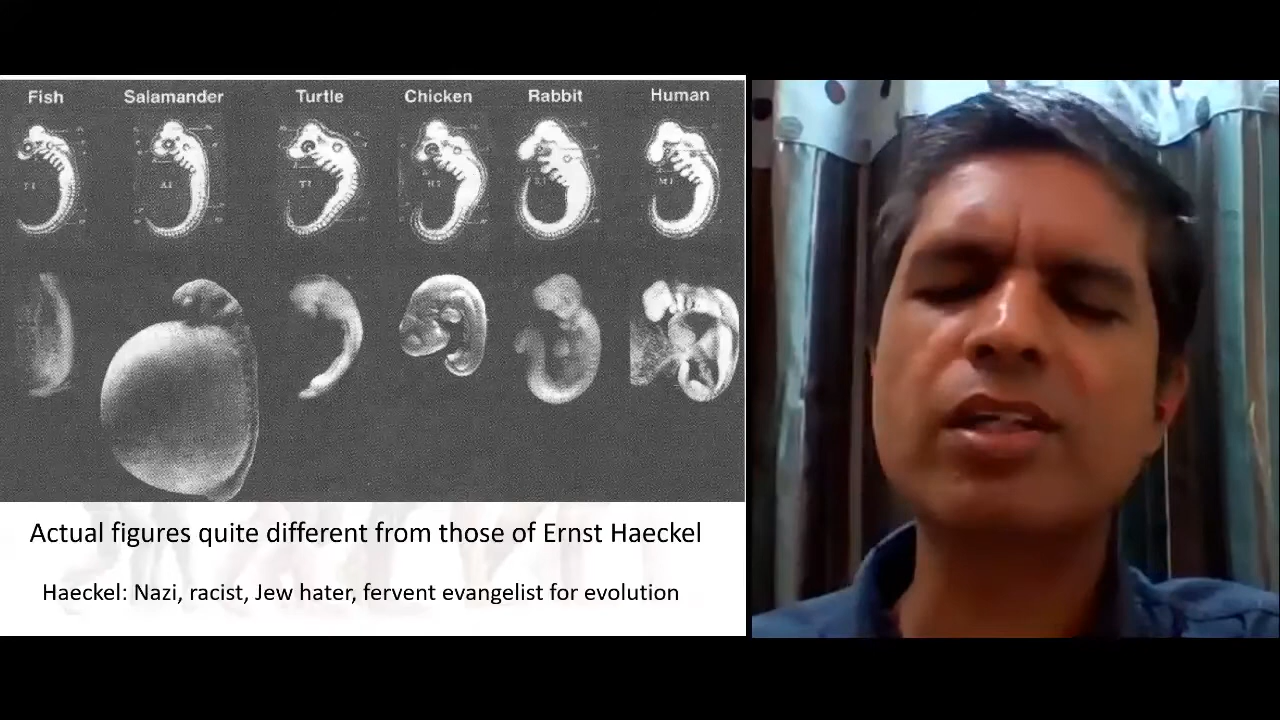 Fish Salamander Turtle Chicken Rabbit Human
Actual figures quite different from those of Ernst Haeckel
Haeckel: Nazi, racist, Jew hater, fervent evangelist for evolution